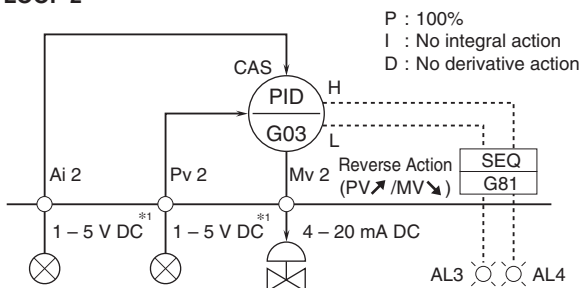 LOOP 2
P : 100%
I : No integral action
D : No derivative action
CAS
PID
H
G03
L
Ai 2
Pv 2
Mv 2
Reverse Action
(PV↗ /MV↘)
SEQ
G81
1 – 5 V DC*1
1 – 5 V DC*1
4 – 20 mA DC
AL3
AL4